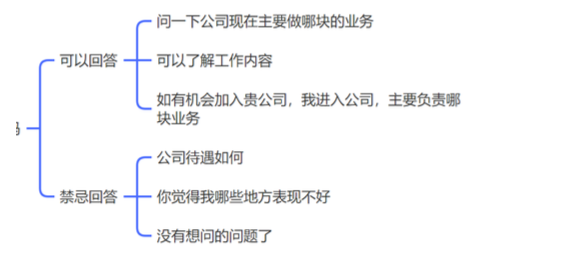 问一下公司现在主要做哪块的业务
可以回答
可以了解工作内容
如有机会加入贵公司，我进入公司，主要负责哪
块业务
公司待遇如何
禁忌回答
你觉得我哪些地方表现不好
没有想问的问题了